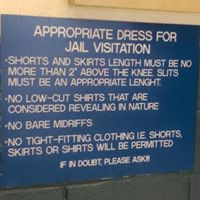 APPROPRIATE DRESS FOR
JAIL VISITATION
•SHORTS AND SKIRTS LENGTH MUST BE NO
MORE THAN 2" ABOVE THE KNEE. SLITS
MUST BE AN APPROPRIATE LENGHT.
•NO LOW-CUT SHIRTS THAT ARE
CONSIDERED REVEALING IN NATURE
•NO BARE MIDRIFFS
•NO TIGHT-FITTING CLOTHING I.E. SHORTS,
SKIRTS OR SHIRTS WILL BE PERMITTED
IF IN DOUBT, PLEASE ASK!!